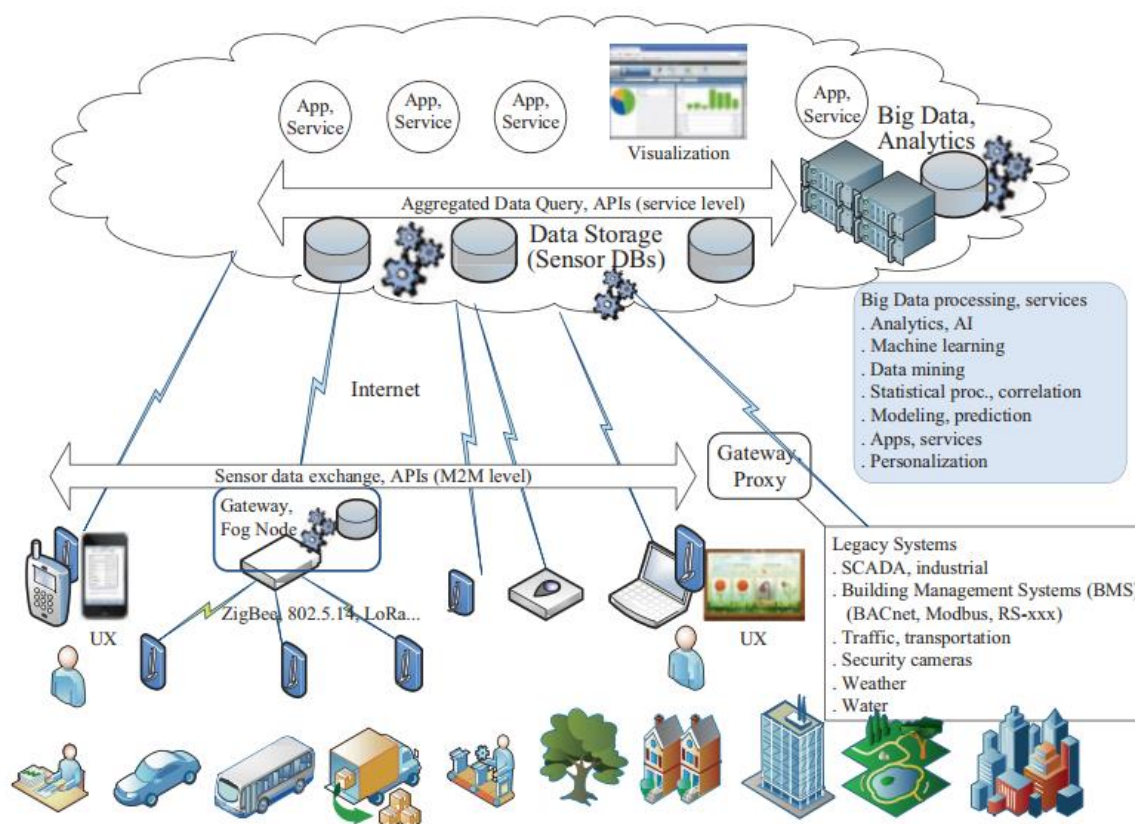 App,
Service
App,
Service
App,
Service
Visualization
App,
Service
Big Data,
Analytics
Aggregated Data Query, APIs (service level)
Data Storage
(Sensor DBs)
Big Data processing, services
. Analytics, AI
. Machine learning
. Data mining
. Statistical proc., correlation
. Modeling, prediction
. Apps, services
. Personalization
Internet
Sensor data exchange, APIs (M2M level)
Gateway,
Proxy
Gateway,
Fog Node
Legacy Systems
. SCADA, industrial
. Building Management Systems (BMS)
(BACnet, Modbus, RS-xxx)
. Traffic, transportation
. Security cameras
. Weather
. Water
ZigBee, 802.5.14, LoRa...
UX
UX